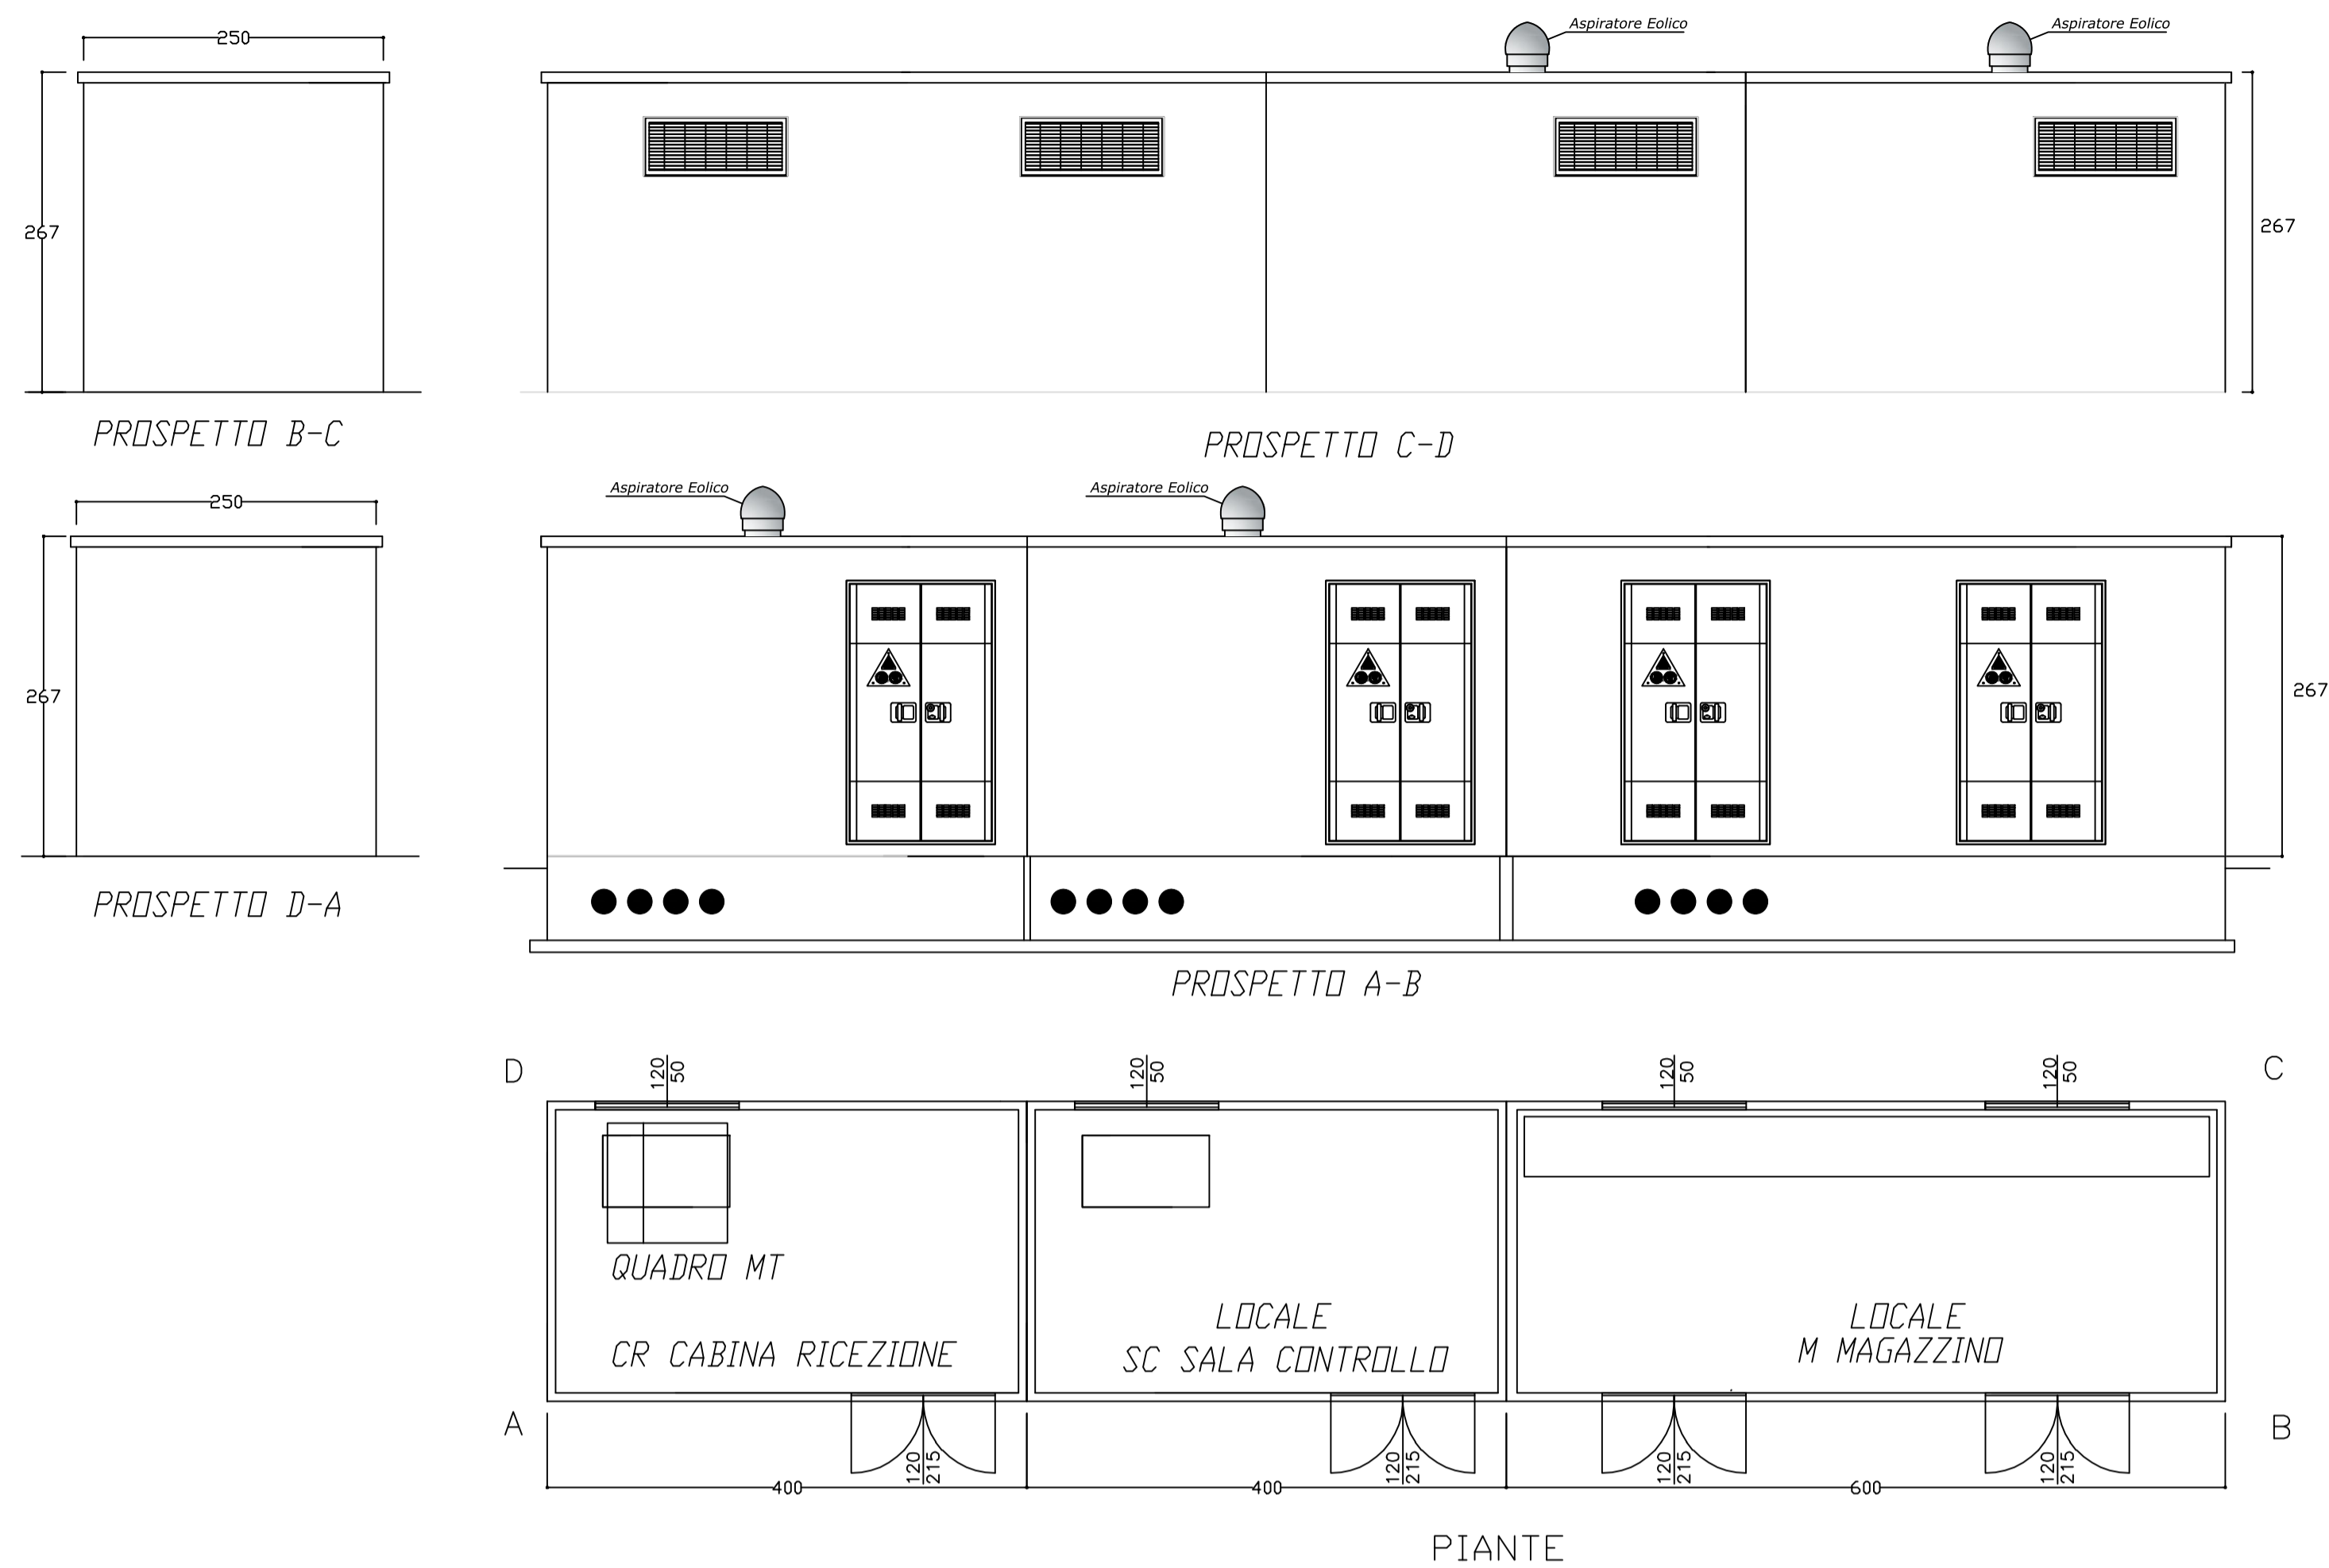 250
Aspiratore Eolico
Aspiratore Eolico
267
267
PROSPETTO B-C
PROSPETTO C-D
250
Aspiratore Eolico
Aspiratore Eolico
267
267
PROSPETTO D-A
PROSPETTO A-B
D
120
50
120
50
120
50
120
50
C
QUADRO MT
CR CABINA RICEZIONE
LOCALE
SC SALA CONTROLLO
LOCALE
M MAGAZZINO
A
B
120
215
120
215
120
215
120
215
400
400
600
PIANTE